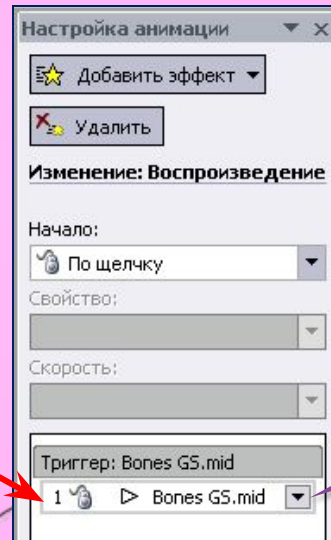 Настройка анимации
Добавить эффект
Удалить
Изменение: Воспроизведение
Начало:
По щелчку
Свойство:
Скорость:
Триггер: Bones GS.mid
1 Bones GS.mid